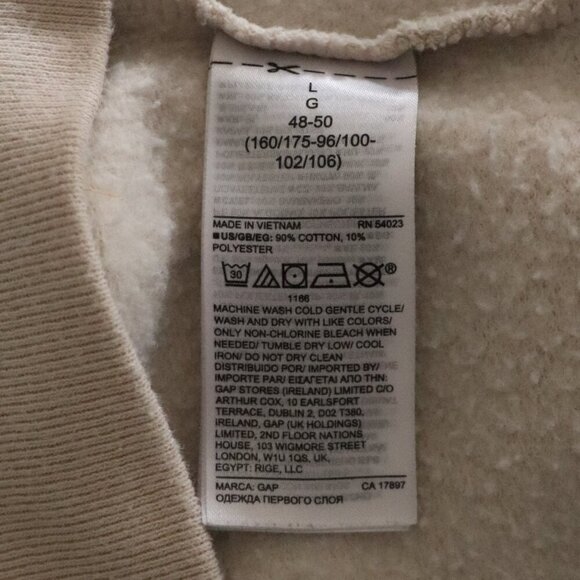 L
G
48-50
(160/175-96/100-
102/106)
MADE IN VIETNAM RN 54023
■US/GB/EG: 90% COTTON, 10%
POLYESTER
30 ®
1166
MACHINE WASH COLD GENTLE CYCLE/
WASH AND DRY WITH LIKE COLORS/
ONLY NON-CHLORINE BLEACH WHEN
NEEDED/ TUMBLE DRY LOW/ COOL
IRON/ DO NOT DRY CLEAN
DISTRIBUIDO POR/ IMPORTED BY/
IMPORTE PAR/ ΕΙΣΑΓΕΤΑΙ ΑΠΟ ΤΗΝ:
GAP STORES (IRELAND) LIMITED C/O
ARTHUR COX, 10 EARLSFORT
TERRACE, DUBLIN 2, D02 T380,
IRELAND, GAP (UK HOLDINGS)
LIMITED, 2ND FLOOR NATIONS
HOUSE, 103 WIGMORE STREET
LONDON, W1U 1QS, UK,
EGYPT: RIGE, LLC
MARCA: GAP CA 17897
ОДЕЖДА ПЕРВОГО СЛОЯ